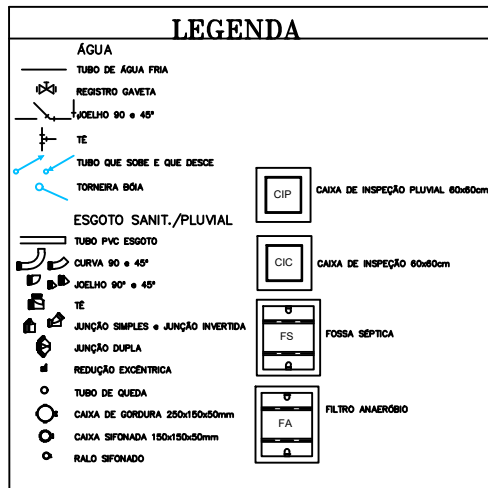 LEGENDA
ÁGUA
TUBO DE ÁGUA FRIA
REGISTRO GAVETA
JOELHO 90 e 45°
TÊ
TUBO QUE SOBE E QUE DESCE
TORNEIRA BÓIA
ESGOTO SANIT./PLUVIAL
TUBO PVC ESGOTO
CURVA 90 e 45°
JOELHO 90° e 45°
TÊ
JUNÇÃO SIMPLES e JUNÇÃO INVERTIDA
JUNÇÃO DUPLA
REDUÇÃO EXCÊNTRICA
TUBO DE QUEDA
CAIXA DE GORDURA 250x150x50mm
CAIXA SIFONADA 150x150x50mm
RALO SIFONADO
CIP
CAIXA DE INSPEÇÃO PLUVIAL 60x60cm
CIC
CAIXA DE INSPEÇÃO 60x60cm
FS
FOSSA SÉPTICA
FA
FILTRO ANAERÓBIO